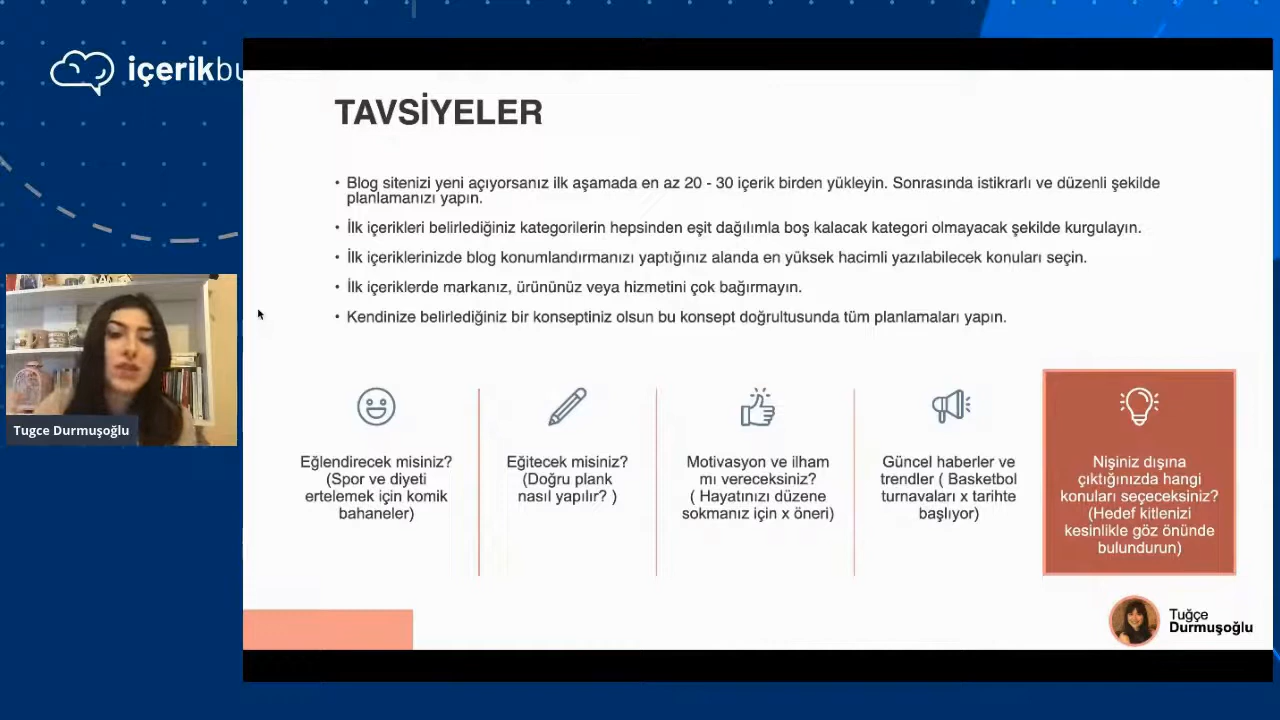 içerikbu
TAVSİYELER
• Blog sitenizi yeni açıyorsanız ilk aşamada en az 20 - 30 içerik birden yükleyin. Sonrasında istikrarlı ve düzenli şekilde
planlamanızı yapın.
• İlk içerikleri belirlediğiniz kategorilerin hepsinden eşit dağılımla boş kalacak kategori olmayacak şekilde kurgulayın.
• İlk içeriklerinizde blog konumlandırmanızı yaptığınız alanda en yüksek hacimli yazılabilecek konuları seçin.
• İlk içeriklerde markanız, ürününüz veya hizmetini çok bağırmayın.
• Kendinize belirlediğiniz bir konseptiniz olsun bu konsept doğrultusunda tüm planlamaları yapın.
Eğlendirecek misiniz?
(Spor ve diyeti
ertelemek için komik
bahaneler)
Eğitecek misiniz?
(Doğru plank
nasıl yapılır? )
Motivasyon ve ilham
mı vereceksiniz?
( Hayatınızı düzene
sokmanız için x öneri)
Güncel haberler ve
trendler ( Basketbol
turnavaları x tarihte
başlıyor)
Nişiniz dışına
çıktığınızda hangi
konuları seçeceksiniz?
(Hedef kitlenizi
kesinlikle göz önünde
bulundurun)
Tugce Durmuşoğlu
Tuğçe
Durmuşoğlu